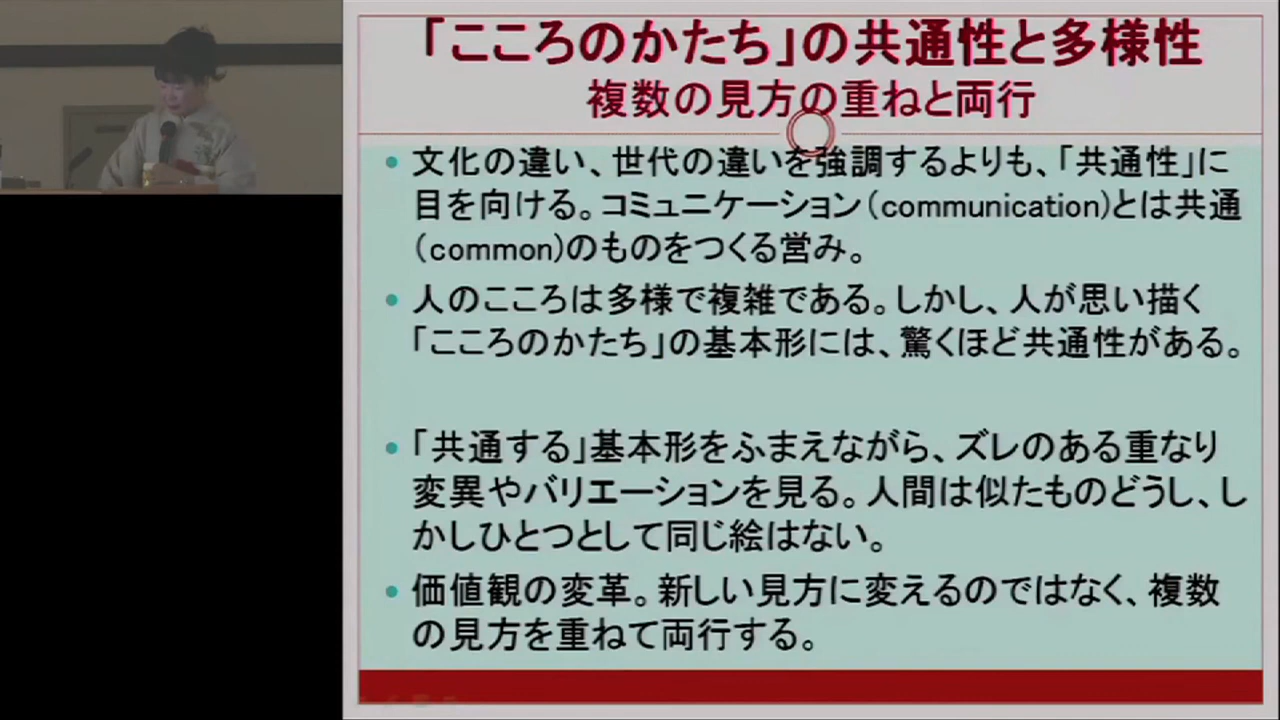 「こころのかたち」の共通性と多様性
複数の見方の重ねと両行
• 文化の違い、世代の違いを強調するよりも、「共通性」に
目を向ける。コミュニケーション(communication)とは共通
(common)のものをつくる営み。
• 人のこころは多様で複雑である。しかし、人が思い描く
「こころのかたち」の基本形には、驚くほど共通性がある。
• 「共通する」基本形をふまえながら、ズレのある重なり
変異やバリエーションを見る。人間は似たものどうし、し
かしひとつとして同じ絵はない。
• 価値観の変革。新しい見方に変えるのではなく、複数
の見方を重ねて両行する。